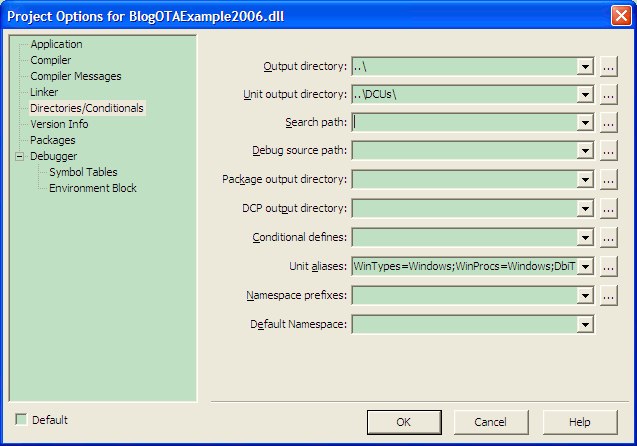 Project Options for BlogOTAExample2006.dll
Application
Compiler
Compiler Messages
Linker
Directories/Conditionals
Version Info
Packages
Debugger
Symbol Tables
Environment Block
Output directory: ..\ ...
Unit output directory: ..\DCUs\ ...
Search path: ...
Debug source path: ...
Package output directory: ...
DCP output directory: ...
Conditional defines: ...
Unit aliases: WinTypes=Windows;WinProcs=Windows;DbiT ...
Namespace prefixes: ...
Default Namespace:
Default
OK Cancel Help